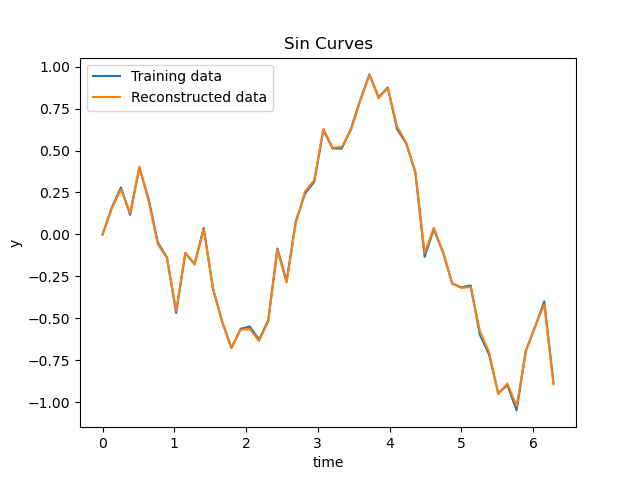 Sin Curves
Training data
Reconstructed data
1.00
0.75
0.50
0.25
0.00
−0.25
−0.50
−0.75
−1.00
y
0 1 2 3 4 5 6
time